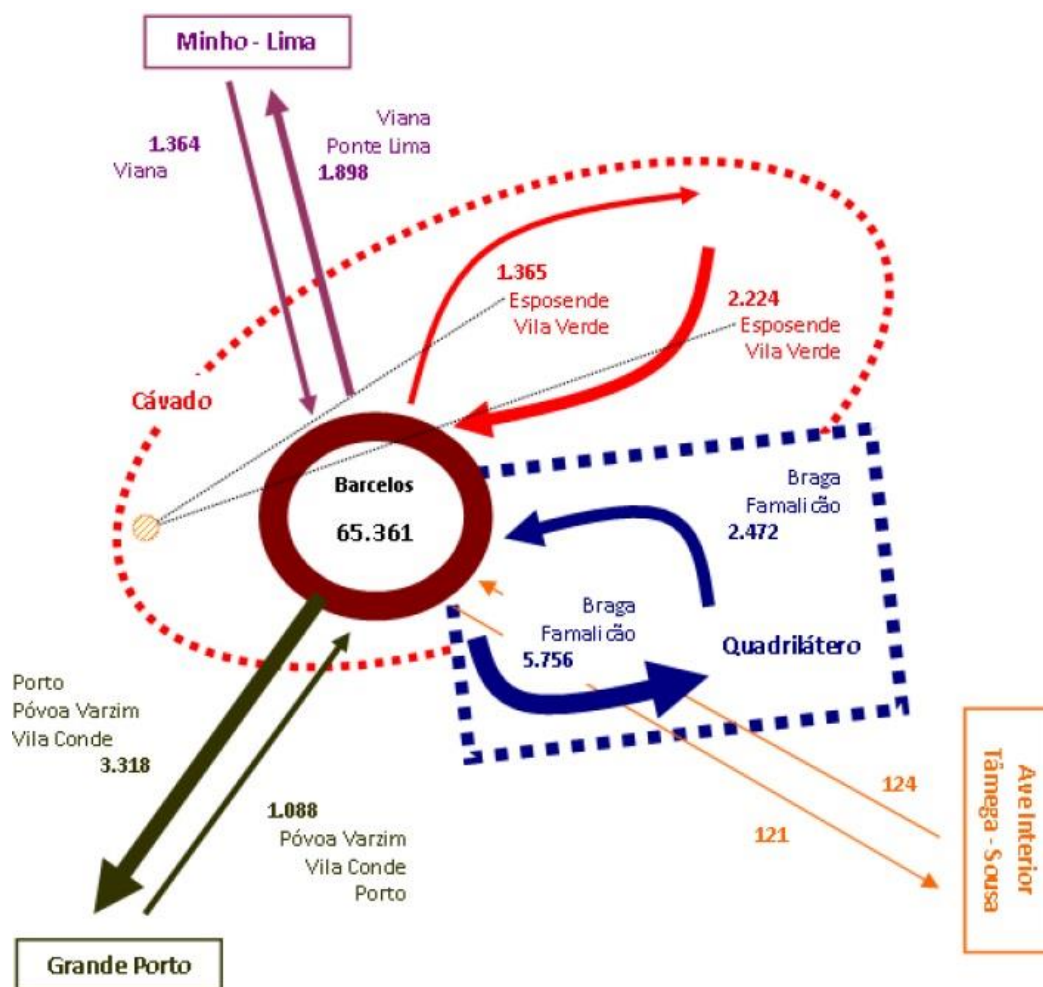 Minho - Lima
1.364
Viana
Viana
Ponte Lima
1.898
1.365
Esposende
Vila Verde
2.224
Esposende
Vila Verde
Cávado
Barcelos
65.361
Braga
Famalicão
2.472
Braga
Famalicão
5.756
Quadrilátero
Porto
Póvoa Varzim
Vila Conde
3.318
1.088
Póvoa Varzim
Vila Conde
Porto
124
121
Ave Interior
Tâmega - Sousa
Grande Porto